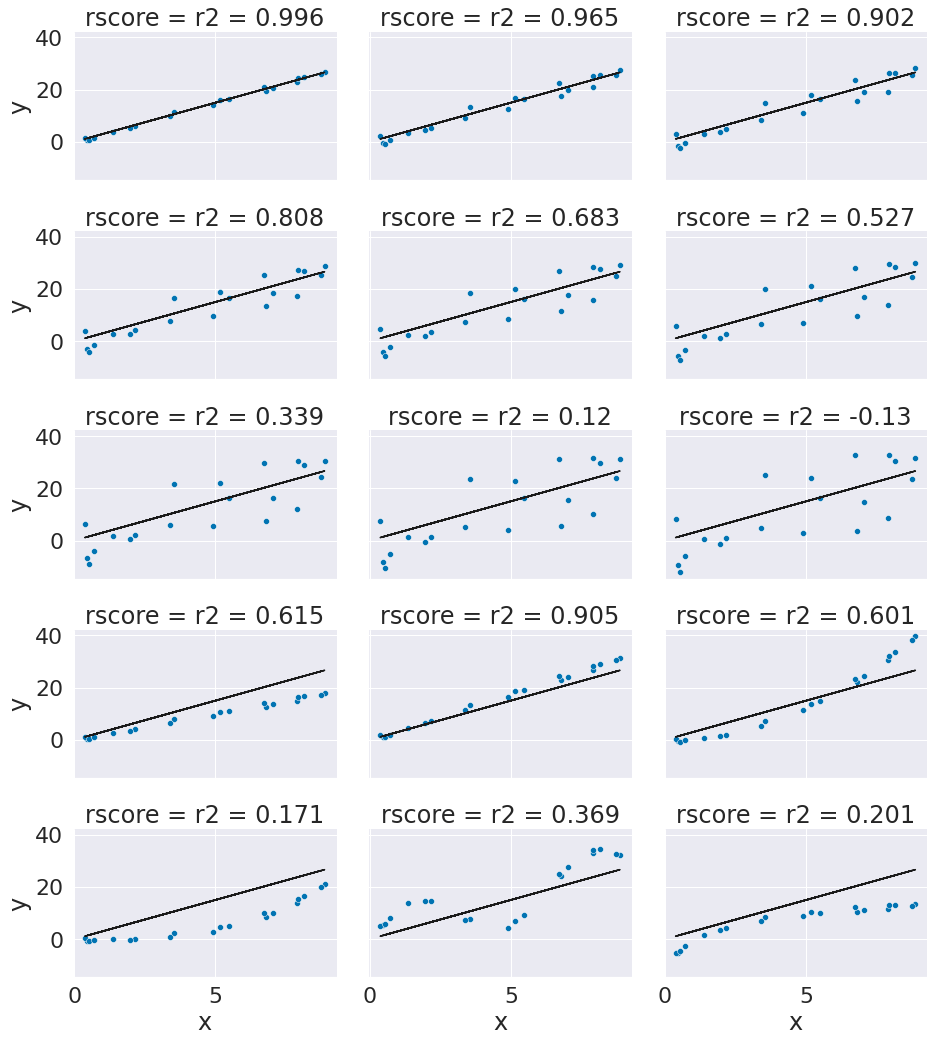 rscore = r2 = 0.996 rscore = r2 = 0.965 rscore = r2 = 0.902
40
20
0
y
rscore = r2 = 0.808 rscore = r2 = 0.683 rscore = r2 = 0.527
40
20
0
y
rscore = r2 = 0.339 rscore = r2 = 0.12 rscore = r2 = -0.13
40
20
0
y
rscore = r2 = 0.615 rscore = r2 = 0.905 rscore = r2 = 0.601
40
20
0
y
rscore = r2 = 0.171 rscore = r2 = 0.369 rscore = r2 = 0.201
40
20
0
y
0 5 0 5 0 5
x x x